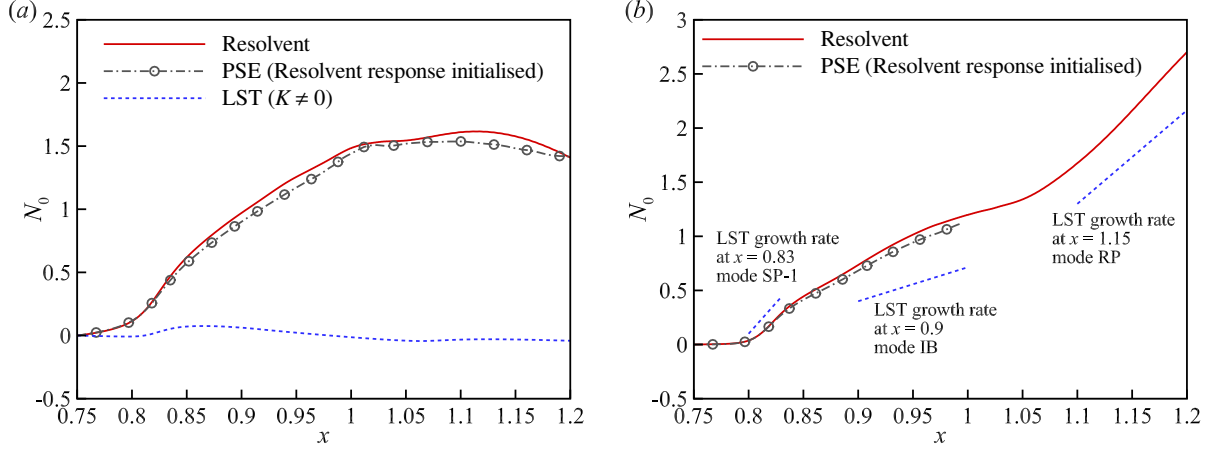 (a)
2.5
2
1.5
1
0.5
0
-0.5
N0
Resolvent
PSE (Resolvent response initialised)
LST (K ≠ 0)
0.75 0.8 0.85 0.9 0.95 1 1.05 1.1 1.15 1.2
x
(b)
3
2.5
2
1.5
1
0.5
0
-0.5
N0
Resolvent
PSE (Resolvent response initialised)
LST growth rate
at x = 0.83
mode SP-1
LST growth rate
at x = 0.9
mode IB
LST growth rate
at x = 1.15
mode RP
0.75 0.8 0.85 0.9 0.95 1 1.05 1.1 1.15 1.2
x